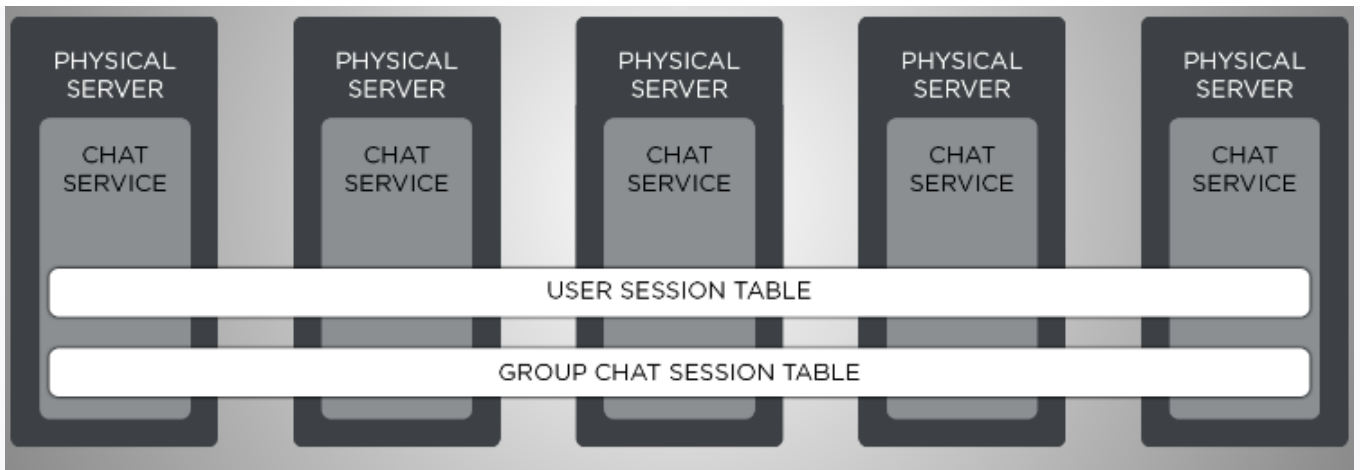 PHYSICAL
SERVER
PHYSICAL
SERVER
PHYSICAL
SERVER
PHYSICAL
SERVER
PHYSICAL
SERVER
CHAT
SERVICE
CHAT
SERVICE
CHAT
SERVICE
CHAT
SERVICE
CHAT
SERVICE
USER SESSION TABLE
GROUP CHAT SESSION TABLE